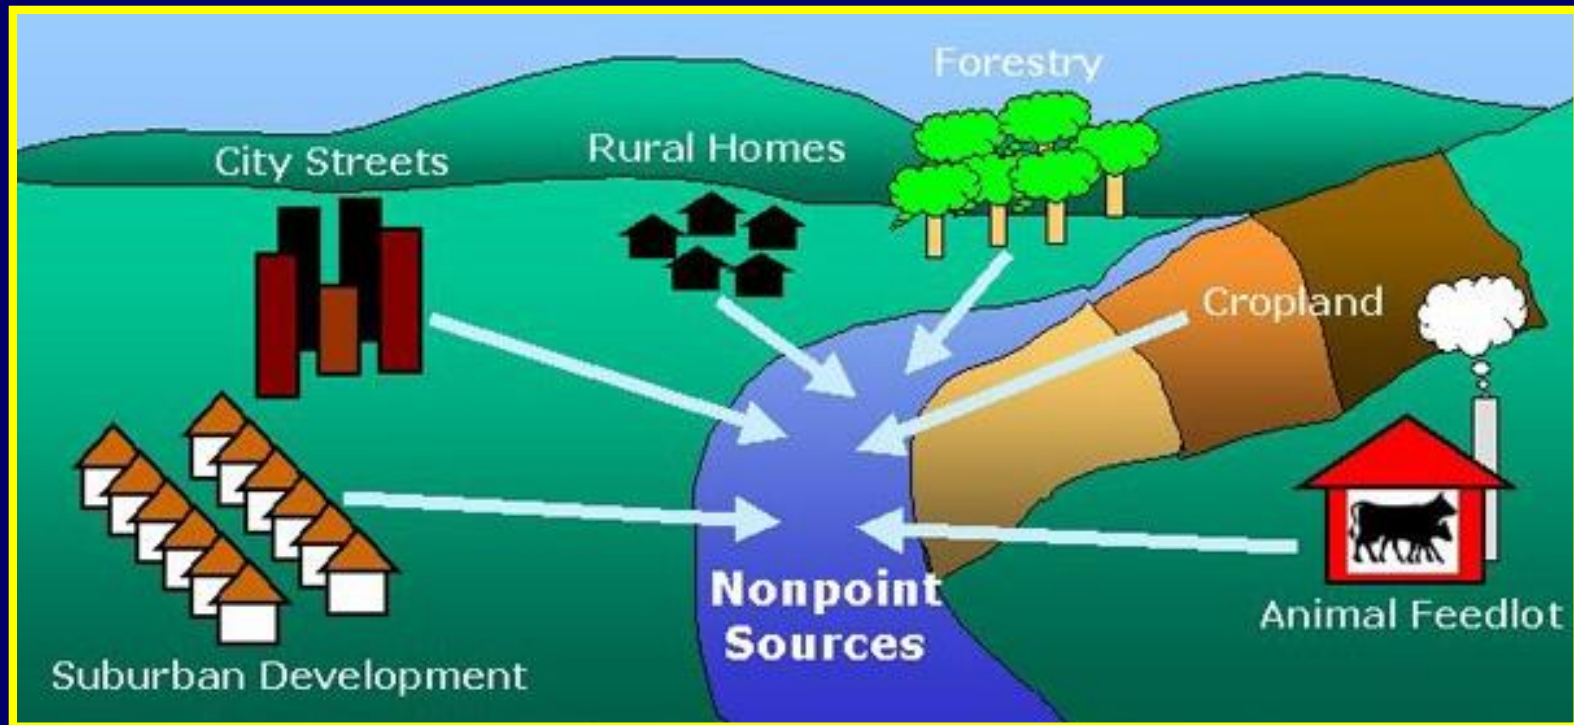 Forestry
Rural Homes
City Streets
Cropland
Nonpoint
Sources
Animal Feedlot
Suburban Development